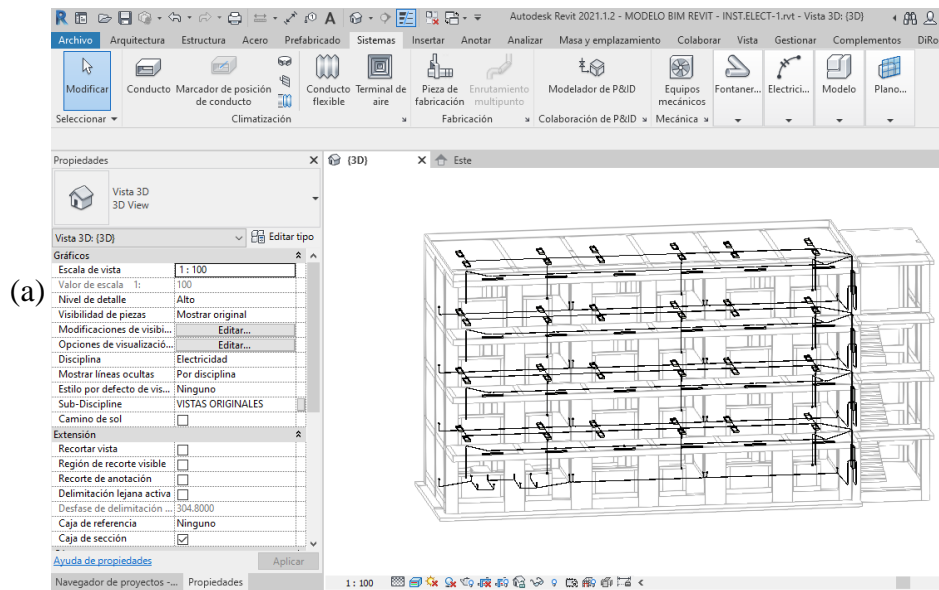 Autodesk Revit 2021.1.2 - MODELO BIM REVIT - INST.ELECT-1.rvt - Vista 3D: {3D}
Archivo Arquitectura Estructura Acero Prefabricado Sistemas Insertar Anotar Analizar Masa y emplazamiento Colaborar Vista Gestionar Complementos DiRo
Modificar Conducto Marcador de posición de conducto Conducto flexible Terminal de aire Pieza de fabricación Enrutamiento multipunto Modelador de P&ID Equipos mecánicos Fontaner... Electrici... Modelo Plano...
Seleccionar Climatización Fabricación Colaboración de P&ID Mecánica
Propiedades {3D} Este
Vista 3D
3D View
Vista 3D: {3D} Editar tipo
Gráficos
Escala de vista 1 : 100
Valor de escala 1: 100
Nivel de detalle Alto
Visibilidad de piezas Mostrar original
Modificaciones de visibi... Editar...
Opciones de visualizació... Editar...
Disciplina Electricidad
Mostrar líneas ocultas Por disciplina
Estilo por defecto de vis... Ninguno
Sub-Discipline VISTAS ORIGINALES
Camino de sol
Extensión
Recortar vista
Región de recorte visible
Recorte de anotación
Delimitación lejana activa
Desfase de delimitación ... 304.8000
Caja de referencia Ninguno
Caja de sección
Ayuda de propiedades Aplicar
Navegador de proyectos -... Propiedades 1 : 100
(a)